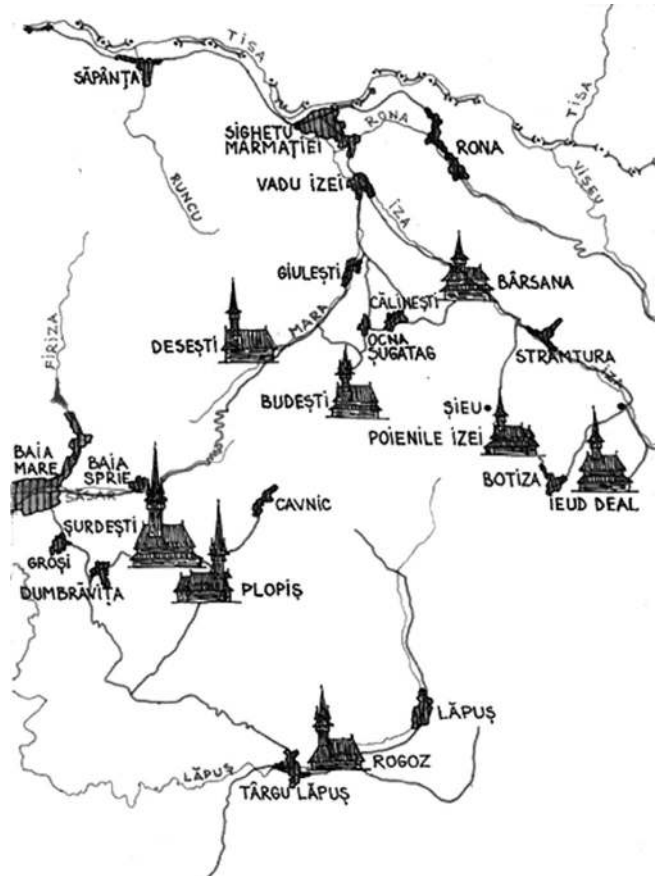 TISA
SĂPÂNȚA
TISA
SIGHETU
MARMAȚIEI
RONA
RONA
VIȘEU
RUNCU
VADU IZEI
IZA
GIULEȘTI
BÂRSANA
CĂLINEȘTI
MARA
DESEȘTI
OCNA
ȘUGATAG
STRÂMTURA
FIRIZA
IZA
BUDEȘTI
ȘIEU
POIENILE IZEI
BAIA
MARE
BAIA
SPRIE
BOTIZA
IEUD DEAL
SĂSAR
CAVNIC
ȘURDEȘTI
GROȘI
DUMBRĂVIȚA
PLOPIȘ
LĂPUȘ
ROGOZ
LĂPUȘ
TÂRGU LĂPUȘ